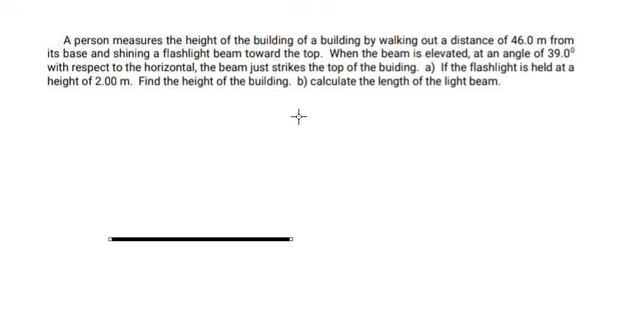 A person measures the height of the building of a building by walking out a distance of 46.0 m from
its base and shining a flashlight beam toward the top. When the beam is elevated, at an angle of 39.0°
with respect to the horizontal, the beam just strikes the top of the buiding. a) If the flashlight is held at a
height of 2.00 m. Find the height of the building. b) calculate the length of the light beam.